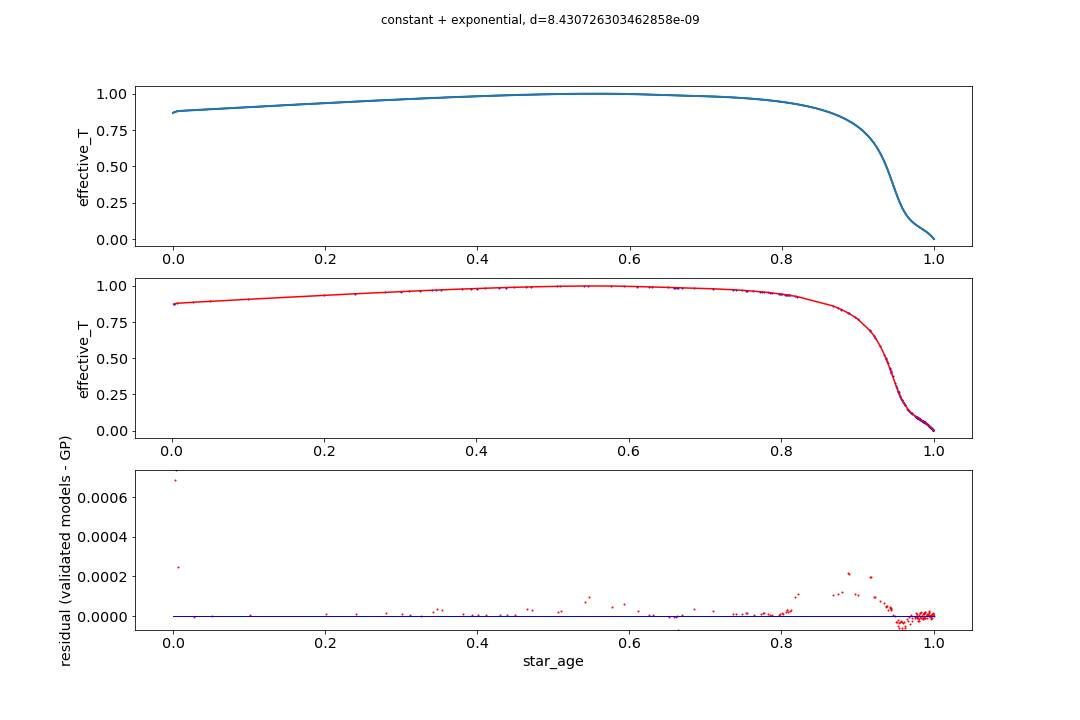 constant + exponential, d=8.430726303462858e-09
1.00
0.75
0.50
0.25
0.00
effective_T
0.0 0.2 0.4 0.6 0.8 1.0
1.00
0.75
0.50
0.25
0.00
effective_T
0.0 0.2 0.4 0.6 0.8 1.0
0.0006
0.0004
0.0002
0.0000
residual (validated models - GP)
0.0 0.2 0.4 0.6 0.8 1.0
star_age